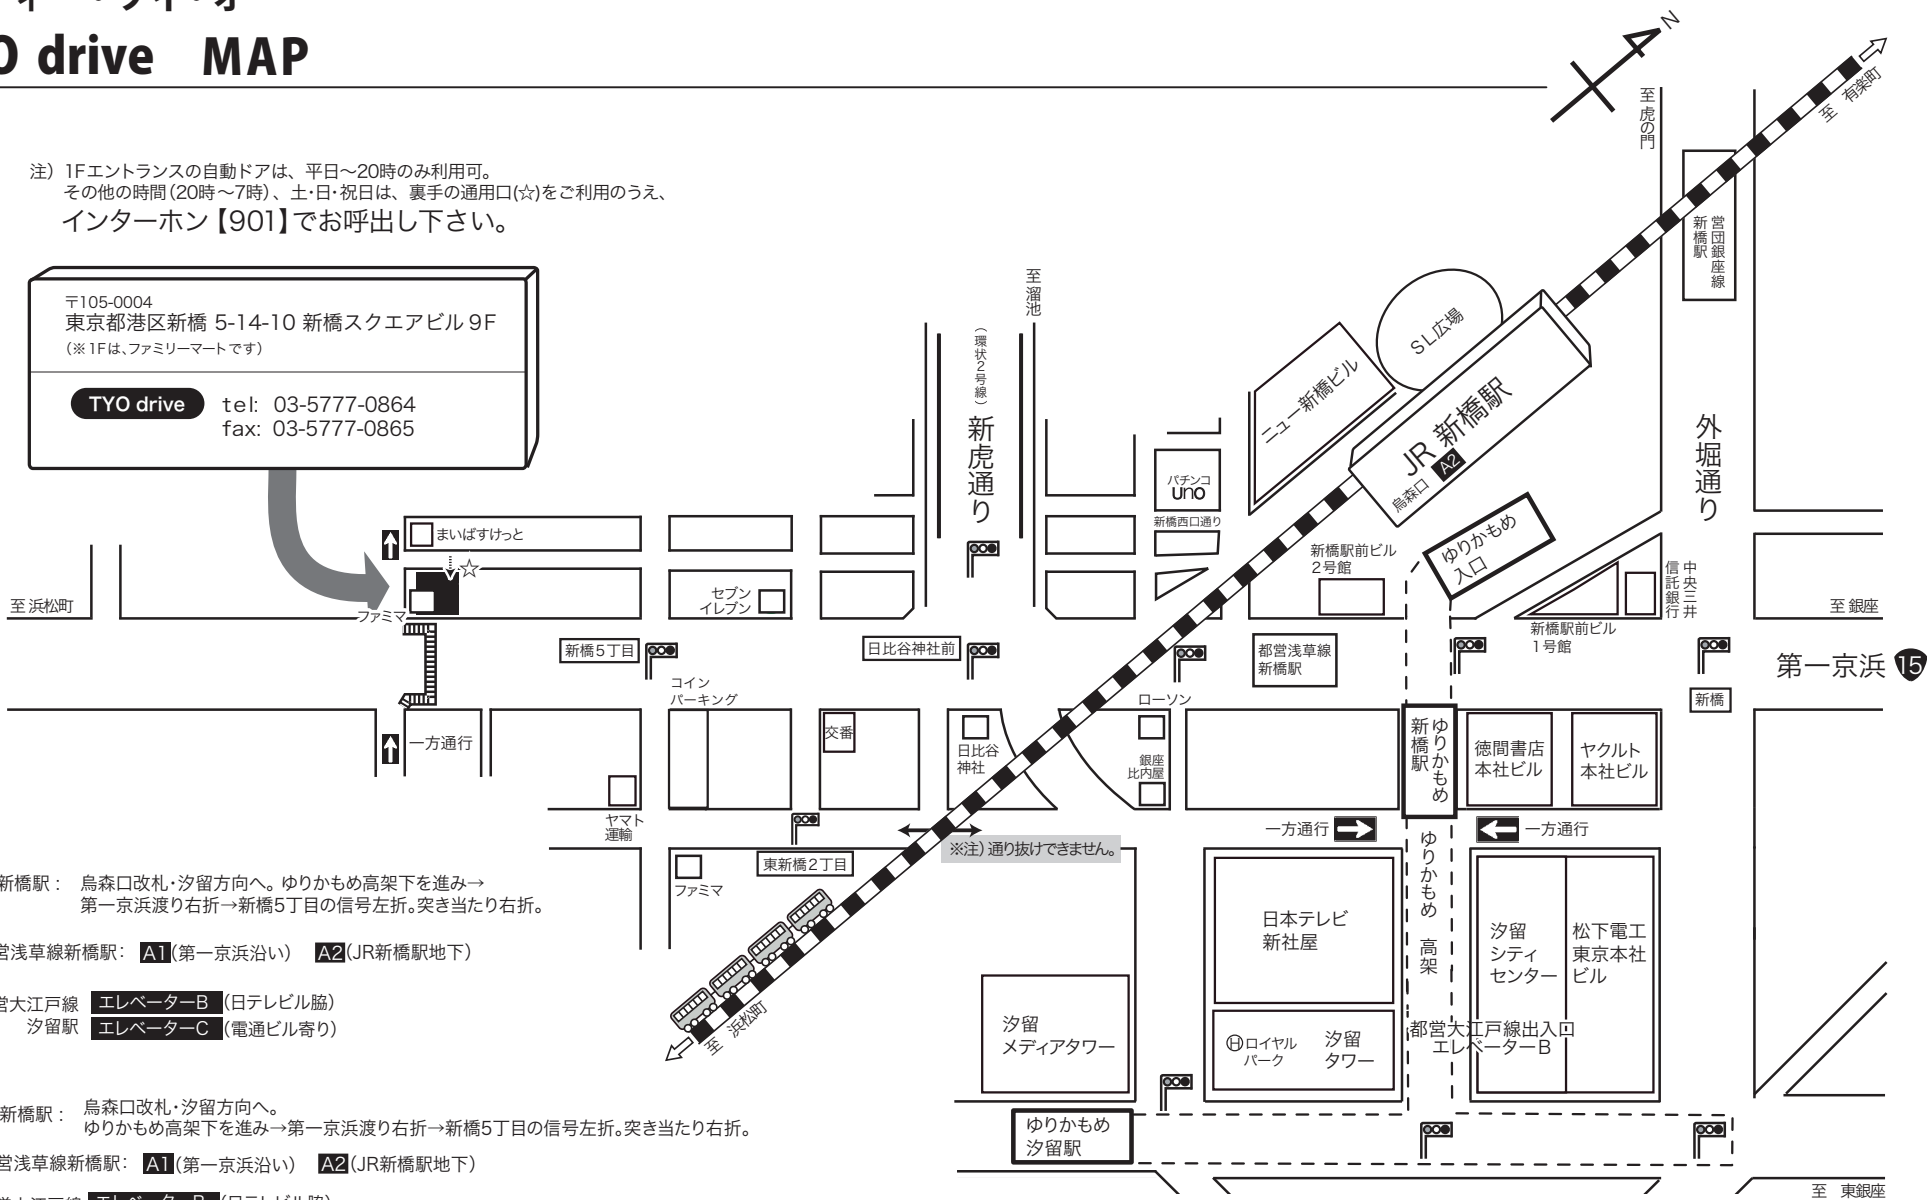 O drive MAP
N
注) 1Fエントランスの自動ドアは、平日〜20時のみ利用可。
その他の時間(20時〜7時)、土・日・祝日は、裏手の通用口(☆)をご利用のうえ、
インターホン【901】でお呼出し下さい。
〒105-0004
東京都港区新橋 5-14-10 新橋スクエアビル 9F
(※1Fは、ファミリーマートです)
TYO drive
tel: 03-5777-0864
fax: 03-5777-0865
至 有楽町
至 虎の門
営団銀座線
新橋駅
至 溜池
(環状2号線)
新虎通り
SL広場
ニュー新橋ビル
JR 新橋駅
烏森口 A2
外堀通り
パチンコ
uno
新橋西口通り
まいばすけっと
☆
ファミマ
セブン
イレブン
至 浜松町
新橋駅前ビル
2号館
ゆりかもめ
入口
中央三井
信託銀行
至 銀座
新橋駅前ビル
1号館
新橋5丁目
日比谷神社前
都営浅草線
新橋駅
第一京浜 15
新橋
コイン
パーキング
ローソン
一方通行
交番
日比谷
神社
銀座
比内屋
ゆりかもめ
新橋駅
徳間書店
本社ビル
ヤクルト
本社ビル
ヤマト
運輸
一方通行
一方通行
※注) 通り抜けできません。
東新橋2丁目
ファミマ
ゆりかもめ 高架
新橋駅: 烏森口改札・汐留方向へ。ゆりかもめ高架下を進み→
第一京浜渡り右折→新橋5丁目の信号左折。突き当たり右折。
営浅草線新橋駅: A1(第一京浜沿い) A2(JR新橋駅地下)
営大江戸線 エレベーターB (日テレビル脇)
汐留駅 エレベーターC (電通ビル寄り)
日本テレビ
新社屋
汐留
シティ
センター
松下電工
東京本社
ビル
至 浜松町
汐留
メディアタワー
Hロイヤル
パーク
汐留
タワー
都営大江戸線出入口
エレベーターB
新橋駅: 烏森口改札・汐留方向へ。
ゆりかもめ高架下を進み→第一京浜渡り右折→新橋5丁目の信号左折。突き当たり右折。
営浅草線新橋駅: A1(第一京浜沿い) A2(JR新橋駅地下)
ゆりかもめ
汐留駅
至 東銀座